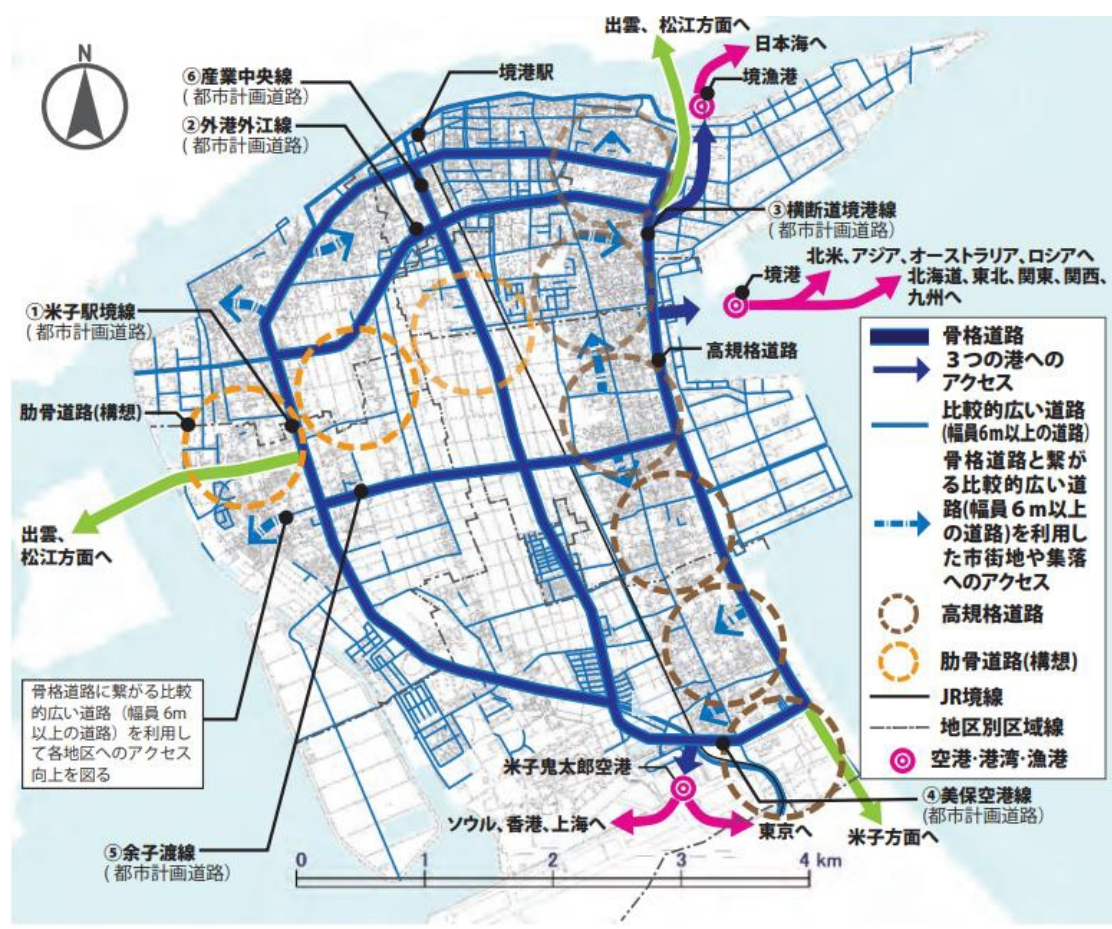 出雲、松江方面へ
日本海へ
N
⑥産業中央線
(都市計画道路)
境港駅
境漁港
②外港外江線
(都市計画道路)
③横断道境港線
(都市計画道路)
北米、アジア、オーストラリア、ロシアへ
境港
北海道、東北、関東、関西、
九州へ
①米子駅境線
(都市計画道路)
高規格道路
肋骨道路(構想)
出雲、
松江方面へ
骨格道路
3つの港への
アクセス
比較的広い道路
(幅員6m以上の道路)
骨格道路と繋が
る比較的広い道
路(幅員6m以上
の道路)を利用し
た市街地や集落
へのアクセス
高規格道路
肋骨道路(構想)
JR境線
地区別区域線
空港・港湾・漁港
骨格道路に繋がる比較
的広い道路(幅員6m
以上の道路)を利用し
て各地区へのアクセス
向上を図る
米子鬼太郎空港
④美保空港線
(都市計画道路)
ソウル、香港、上海へ
東京へ
米子方面へ
⑤余子渡線
(都市計画道路)
0 1 2 3 4 km